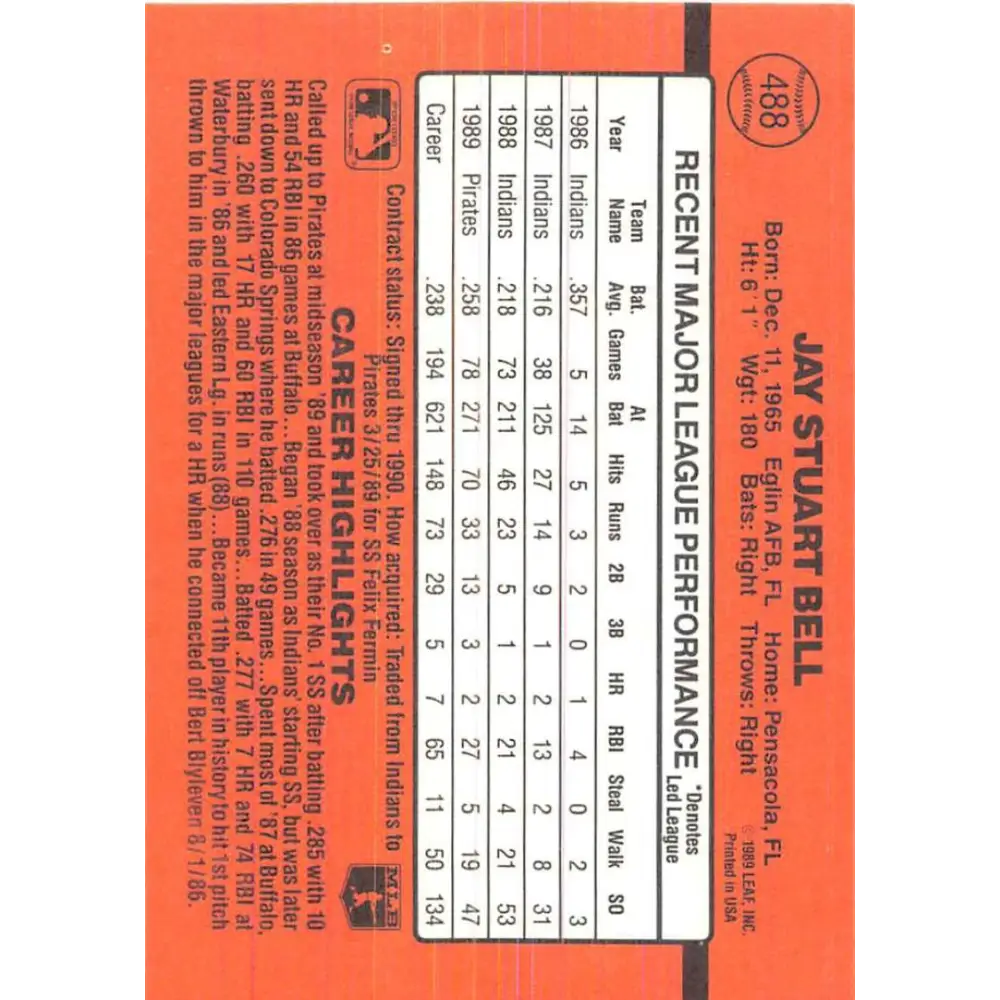 488
JAY STUART BELL
Born: Dec. 11, 1965 Eglin AFB, FL Home: Pensacola, FL
Ht: 6'1" Wgt: 180 Bats: Right Throws: Right
© 1989 LEAF, INC.
Printed in USA
RECENT MAJOR LEAGUE PERFORMANCE *Denotes Led League
Year Team Name Bat. Avg. Games At Bat Hits Runs 2B 3B HR RBI Steal Walk SO
1986 Indians .357 5 14 5 3 2 0 1 4 0 2 3
1987 Indians .216 38 125 27 14 9 1 2 13 2 8 31
1988 Indians .218 73 211 46 23 5 1 2 21 4 21 53
1989 Pirates .258 78 271 70 33 13 3 2 27 5 19 47
Career .238 194 621 148 73 29 5 7 65 11 50 134
Contract status: Signed thru 1990. How acquired: Traded from Indians to
Pirates 3/25/89 for SS Felix Fermin
MLB
CAREER HIGHLIGHTS
Called up to Pirates at midseason '89 and took over as their No. 1 SS after batting .285 with 10
HR and 54 RBI in 86 games at Buffalo... Began '88 season as Indians' starting SS, but was later
sent down to Colorado Springs where he batted .276 in 49 games... Spent most of '87 at Buffalo,
batting .260 with 17 HR and 60 RBI in 110 games... Batted .277 with 7 HR and 74 RBI at
Waterbury in '86 and led Eastern Lg. in runs (88)... Became 11th player in history to hit 1st pitch
thrown to him in the major leagues for a HR when he connected off Bert Blyleven 8/1/86.